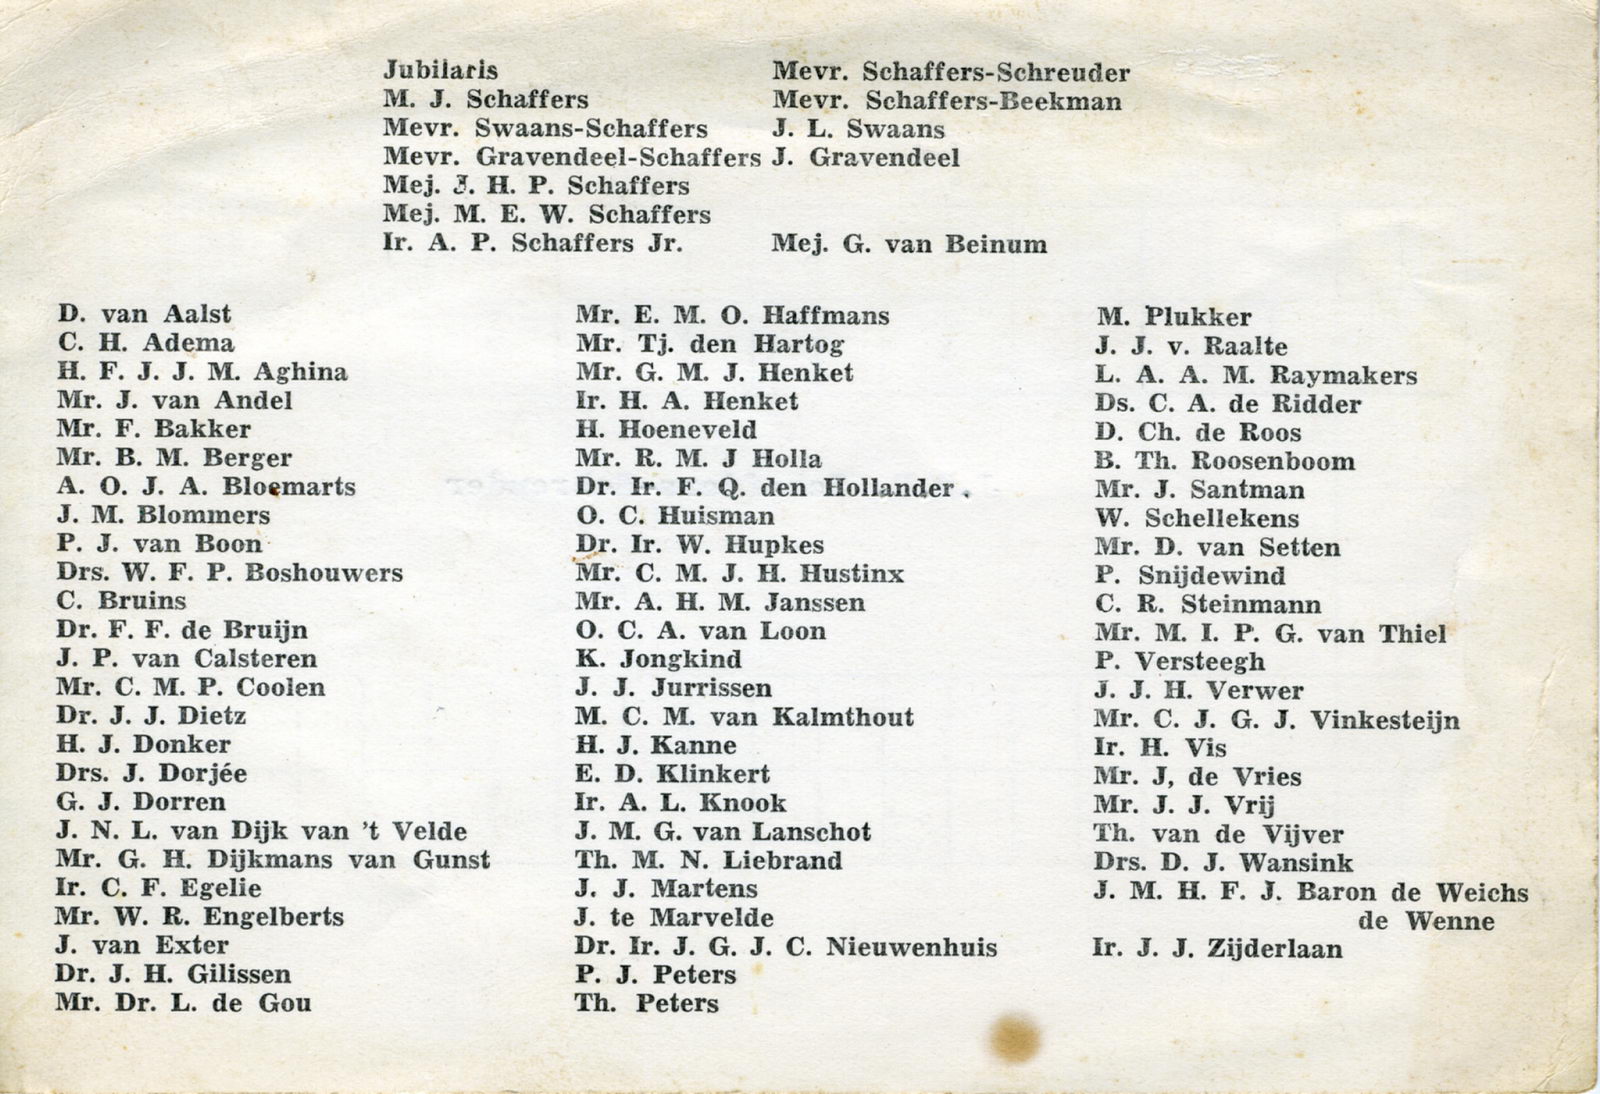 Jubilaris Mevr. Schaffers-Schreuder
M. J. Schaffers Mevr. Schaffers-Beekman
Mevr. Swaans-Schaffers J. L. Swaans
Mevr. Gravendeel-Schaffers J. Gravendeel
Mej. J. H. P. Schaffers
Mej. M. E. W. Schaffers
Ir. A. P. Schaffers Jr. Mej. G. van Beinum
D. van Aalst
C. H. Adema
H. F. J. J. M. Aghina
Mr. J. van Andel
Mr. F. Bakker
Mr. B. M. Berger
A. O. J. A. Bloemarts
J. M. Blommers
P. J. van Boon
Drs. W. F. P. Boshouwers
C. Bruins
Dr. F. F. de Bruijn
J. P. van Calsteren
Mr. C. M. P. Coolen
Dr. J. J. Dietz
H. J. Donker
Drs. J. Dorjée
G. J. Dorren
J. N. L. van Dijk van 't Velde
Mr. G. H. Dijkmans van Gunst
Ir. C. F. Egelie
Mr. W. R. Engelberts
J. van Exter
Dr. J. H. Gilissen
Mr. Dr. L. de Gou
Mr. E. M. O. Haffmans
Mr. Tj. den Hartog
Mr. G. M. J. Henket
Ir. H. A. Henket
H. Hoeneveld
Mr. R. M. J Holla
Dr. Ir. F. Q. den Hollander.
O. C. Huisman
Dr. Ir. W. Hupkes
Mr. C. M. J. H. Hustinx
Mr. A. H. M. Janssen
O. C. A. van Loon
K. Jongkind
J. J. Jurrissen
M. C. M. van Kalmthout
H. J. Kanne
E. D. Klinkert
Ir. A. L. Knook
J. M. G. van Lanschot
Th. M. N. Liebrand
J. J. Martens
J. te Marvelde
Dr. Ir. J. G. J. C. Nieuwenhuis
P. J. Peters
Th. Peters
M. Plukker
J. J. v. Raalte
L. A. A. M. Raymakers
Ds. C. A. de Ridder
D. Ch. de Roos
B. Th. Roosenboom
Mr. J. Santman
W. Schellekens
Mr. D. van Setten
P. Snijdewind
C. R. Steinmann
Mr. M. I. P. G. van Thiel
P. Versteegh
J. J. H. Verwer
Mr. C. J. G. J. Vinkesteijn
Ir. H. Vis
Mr. J, de Vries
Mr. J. J. Vrij
Th. van de Vijver
Drs. D. J. Wansink
J. M. H. F. J. Baron de Weichs
de Wenne
Ir. J. J. Zijderlaan